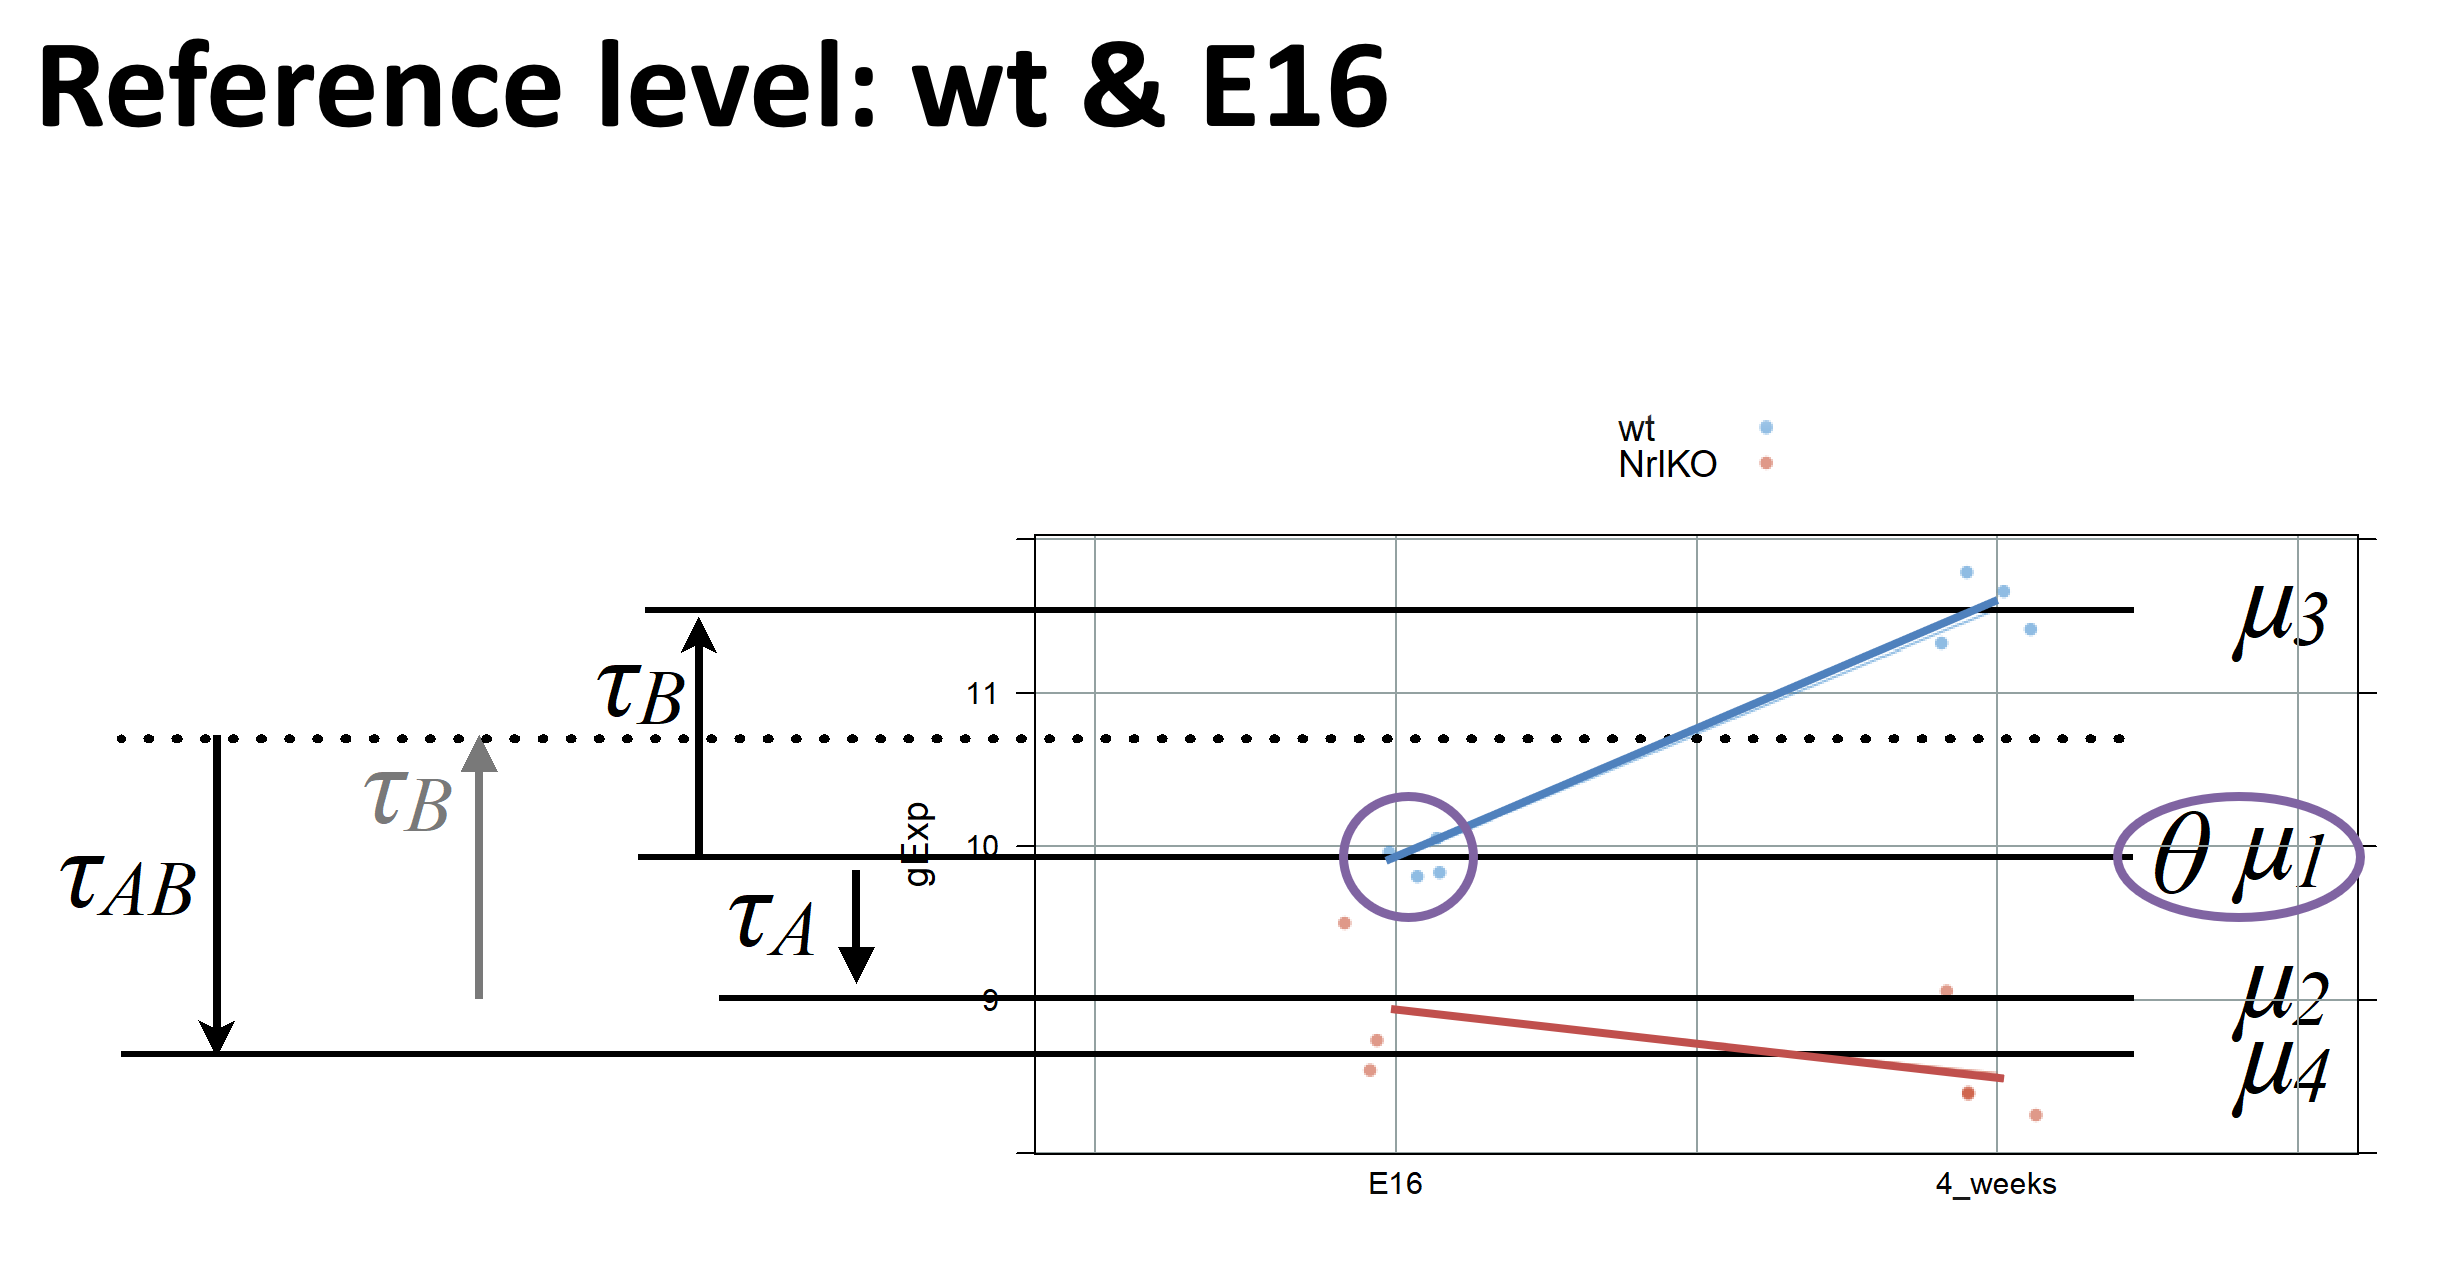 Reference level: wt & E16
wt
NrlKO
μ3
τB
11
τB
gExp
10
θ μ1
τAB
τA
9
μ2
μ4
E16
4_weeks